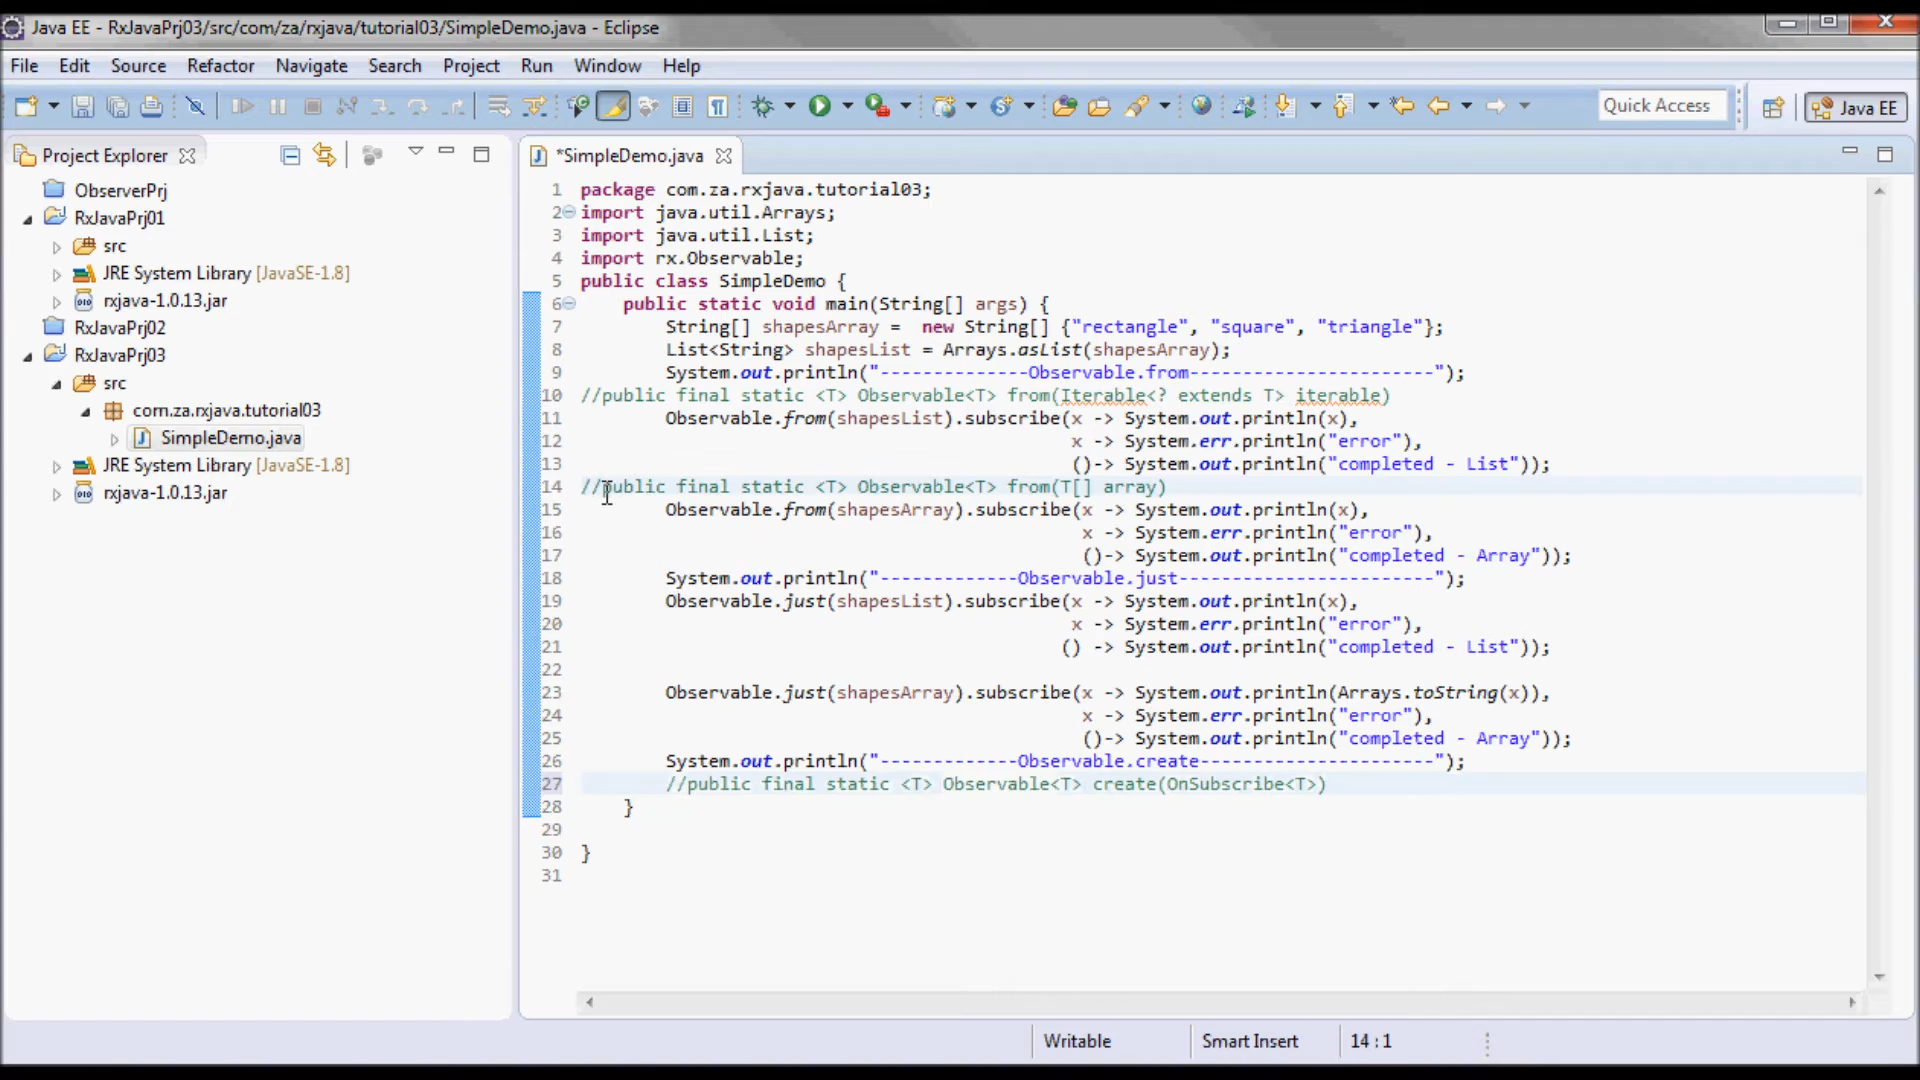 Java EE - RxJavaPrj03/src/com/za/rxjava/tutorial03/SimpleDemo.java - Eclipse
File Edit Source Refactor Navigate Search Project Run Window Help
Quick Access
Java EE
Project Explorer
ObserverPrj
RxJavaPrj01
src
JRE System Library [JavaSE-1.8]
rxjava-1.0.13.jar
RxJavaPrj02
RxJavaPrj03
src
com.za.rxjava.tutorial03
SimpleDemo.java
JRE System Library [JavaSE-1.8]
rxjava-1.0.13.jar
*SimpleDemo.java
1 package com.za.rxjava.tutorial03;
2 import java.util.Arrays;
3 import java.util.List;
4 import rx.Observable;
5 public class SimpleDemo {
6 public static void main(String[] args) {
7 String[] shapesArray =  new String[] {"rectangle", "square", "triangle"};
8 List<String> shapesList = Arrays.asList(shapesArray);
9 System.out.println("--------------Observable.from-----------------------");
10 //public final static <T> Observable<T> from(Iterable<? extends T> iterable)
11 Observable.from(shapesList).subscribe(x -> System.out.println(x),
12 x -> System.err.println("error"),
13 ()-> System.out.println("completed - List"));
14 //public final static <T> Observable<T> from(T[] array)
15 Observable.from(shapesArray).subscribe(x -> System.out.println(x),
16 x -> System.err.println("error"),
17 ()-> System.out.println("completed - Array"));
18 System.out.println("-------------Observable.just------------------------");
19 Observable.just(shapesList).subscribe(x -> System.out.println(x),
20 x -> System.err.println("error"),
21 () -> System.out.println("completed - List"));
22
23 Observable.just(shapesArray).subscribe(x -> System.out.println(Arrays.toString(x)),
24 x -> System.err.println("error"),
25 ()-> System.out.println("completed - Array"));
26 System.out.println("-------------Observable.create----------------------");
27 //public final static <T> Observable<T> create(OnSubscribe<T>)
28 }
29
30 }
31
Writable Smart Insert 14 : 1